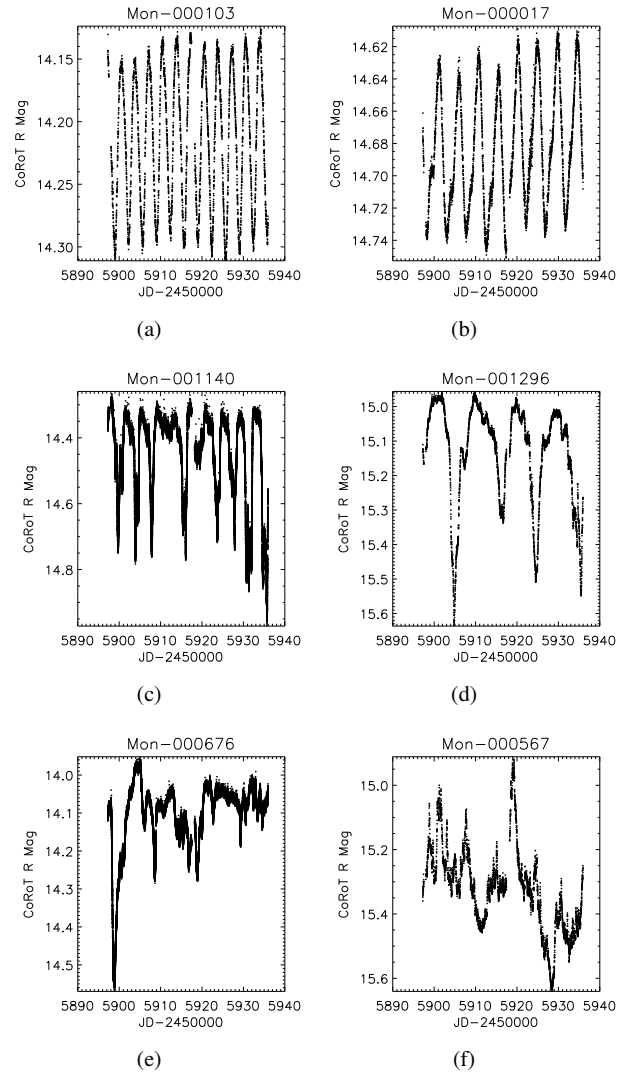 Mon-000103
CoRoT R Mag
14.15
14.20
14.25
14.30
5890 5900 5910 5920 5930 5940
JD-2450000
(a)
Mon-000017
CoRoT R Mag
14.62
14.64
14.66
14.68
14.70
14.72
14.74
5890 5900 5910 5920 5930 5940
JD-2450000
(b)
Mon-001140
CoRoT R Mag
14.4
14.6
14.8
5890 5900 5910 5920 5930 5940
JD-2450000
(c)
Mon-001296
CoRoT R Mag
15.0
15.1
15.2
15.3
15.4
15.5
15.6
5890 5900 5910 5920 5930 5940
JD-2450000
(d)
Mon-000676
CoRoT R Mag
14.0
14.1
14.2
14.3
14.4
14.5
5890 5900 5910 5920 5930 5940
JD-2450000
(e)
Mon-000567
CoRoT R Mag
15.0
15.2
15.4
15.6
5890 5900 5910 5920 5930 5940
JD-2450000
(f)